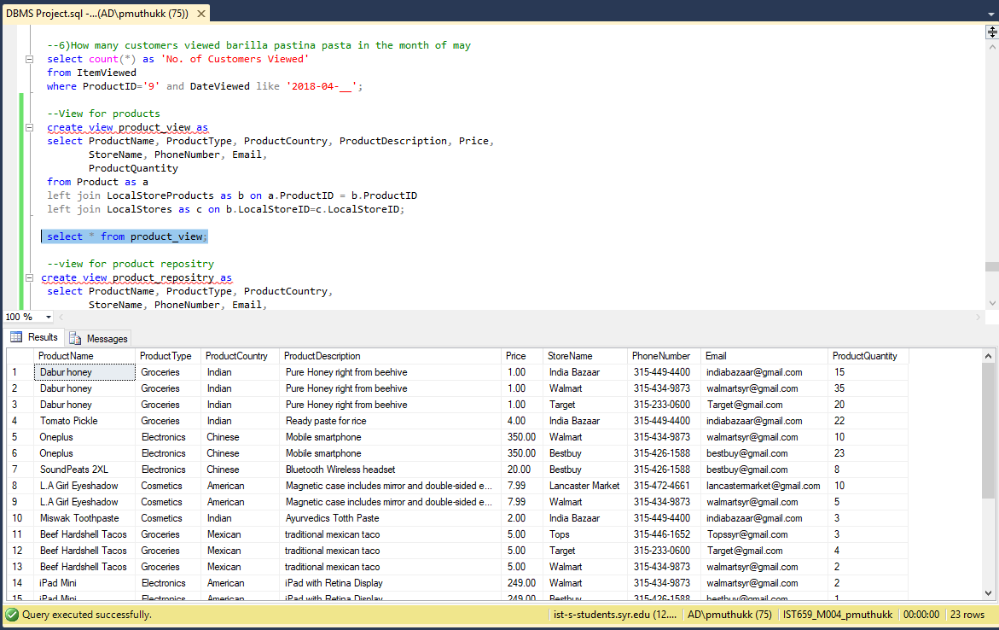 DBMS Project.sql -...(AD\pmuthukk (75))
--6)How many customers viewed barilla pastina pasta in the month of may
select count(*) as 'No. of Customers Viewed'
from ItemViewed
where ProductID='9' and DateViewed like '2018-04-__';
--View for products
create view product_view as
select ProductName, ProductType, ProductCountry, ProductDescription, Price,
StoreName, PhoneNumber, Email,
ProductQuantity
from Product as a
left join LocalStoreProducts as b on a.ProductID = b.ProductID
left join LocalStores as c on b.LocalStoreID=c.LocalStoreID;
select * from product_view;
--view for product repositry
create view product_repositry as
select ProductName, ProductType, ProductCountry,
StoreName, PhoneNumber, Email,
100 %
Results Messages
ProductName ProductType ProductCountry ProductDescription Price StoreName PhoneNumber Email ProductQuantity
1 Dabur honey Groceries Indian Pure Honey right from beehive 1.00 India Bazaar 315-449-4400 indiabazaar@gmail.com 15
2 Dabur honey Groceries Indian Pure Honey right from beehive 1.00 Walmart 315-434-9873 walmartsyr@gmail.com 35
3 Dabur honey Groceries Indian Pure Honey right from beehive 1.00 Target 315-233-0600 Target@gmail.com 20
4 Tomato Pickle Groceries Indian Ready paste for rice 4.00 India Bazaar 315-449-4400 indiabazaar@gmail.com 22
5 Oneplus Electronics Chinese Mobile smartphone 350.00 Walmart 315-434-9873 walmartsyr@gmail.com 10
6 Oneplus Electronics Chinese Mobile smartphone 350.00 Bestbuy 315-426-1588 bestbuy@gmail.com 23
7 SoundPeats 2XL Electronics Chinese Bluetooth Wireless headset 20.00 Bestbuy 315-426-1588 bestbuy@gmail.com 8
8 L.A Girl Eyeshadow Cosmetics American Magnetic case includes mirror and double-sided e... 7.99 Lancaster Market 315-472-4661 lancastermarket@gmail.com 10
9 L.A Girl Eyeshadow Cosmetics American Magnetic case includes mirror and double-sided e... 7.99 Walmart 315-434-9873 walmartsyr@gmail.com 5
10 Miswak Toothpaste Cosmetics Indian Ayurvedics Totth Paste 2.00 India Bazaar 315-449-4400 indiabazaar@gmail.com 3
11 Beef Hardshell Tacos Groceries Mexican traditional mexican taco 5.00 Tops 315-446-1652 Topssyr@gmail.com 3
12 Beef Hardshell Tacos Groceries Mexican traditional mexican taco 5.00 Target 315-233-0600 Target@gmail.com 4
13 Beef Hardshell Tacos Groceries Mexican traditional mexican taco 5.00 Walmart 315-434-9873 walmartsyr@gmail.com 2
14 iPad Mini Electronics American iPad with Retina Display 249.00 Walmart 315-434-9873 walmartsyr@gmail.com 2
15 iPad Mini Electronics American iPad with Retina Display 249.00 Bestbuy 315-426-1588 bestbuy@gmail.com 1
Query executed successfully. ist-s-students.syr.edu (12.... AD\pmuthukk (75) IST659_M004_pmuthukk 00:00:00 23 rows